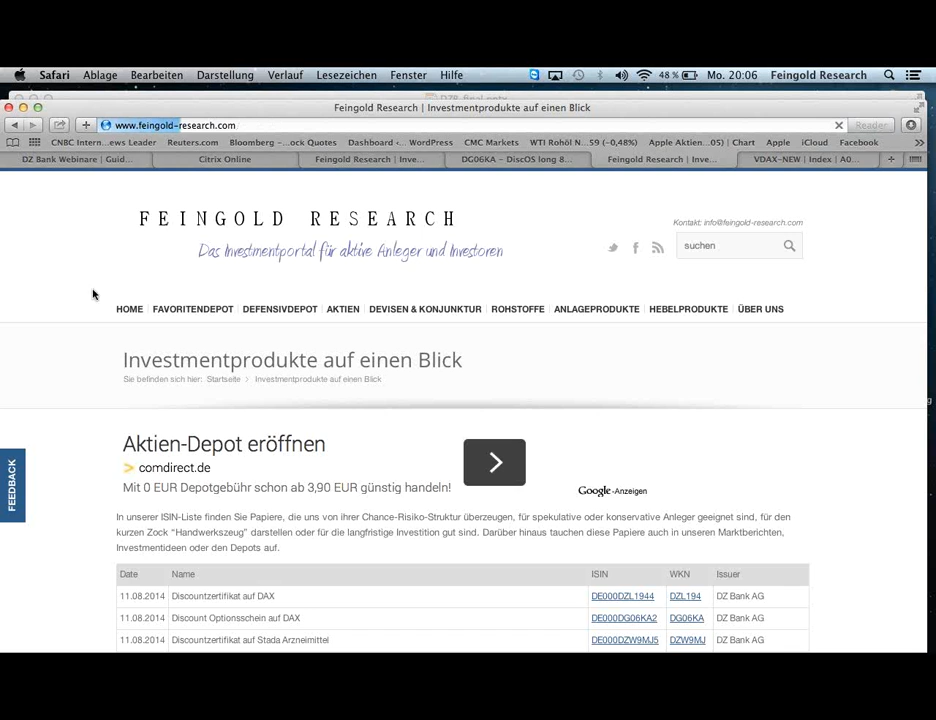 Safari Ablage Bearbeiten Darstellung Verlauf Lesezeichen Fenster Hilfe 48 % Mo. 20:06 Feingold Research
Feingold Research | Investmentprodukte auf einen Blick
www.feingold-research.com Reader
CNBC Intern...ews Leader Reuters.com Bloomberg -...ock Quotes Dashboard ‹... WordPress CMC Markets WTI Rohöl N...59 (-0,48%) Apple Aktien...05) | Chart Apple iCloud Facebook
DZ Bank Webinare | Guid... Citrix Online Feingold Research | Inve... DG06KA – DiscOS long 8... Feingold Research | Inve... VDAX-NEW | Index | A0...
FEINGOLD RESEARCH
Das Investmentportal für aktive Anleger und Investoren
Kontakt: info@feingold-research.com
suchen
HOME FAVORITENDEPOT DEFENSIVDEPOT AKTIEN DEVISEN & KONJUNKTUR ROHSTOFFE ANLAGEPRODUKTE HEBELPRODUKTE ÜBER UNS
Investmentprodukte auf einen Blick
Sie befinden sich hier: Startseite > Investmentprodukte auf einen Blick
Aktien-Depot eröffnen
> comdirect.de
Mit 0 EUR Depotgebühr schon ab 3,90 EUR günstig handeln!
Google-Anzeigen
FEEDBACK
In unserer ISIN-Liste finden Sie Papiere, die uns von ihrer Chance-Risiko-Struktur überzeugen, für spekulative oder konservative Anleger geeignet sind, für den
kurzen Zock “Handwerkszeug” darstellen oder für die langfristige Investition gut sind. Darüber hinaus tauchen diese Papiere auch in unseren Marktberichten,
Investmentideen oder den Depots auf.
Date Name ISIN WKN Issuer
11.08.2014 Discountzertifikat auf DAX DE000DZL1944 DZL194 DZ Bank AG
11.08.2014 Discount Optionsschein auf DAX DE000DG06KA2 DG06KA DZ Bank AG
11.08.2014 Discountzertifikat auf Stada Arzneimittel DE000DZW9MJ5 DZW9MJ DZ Bank AG